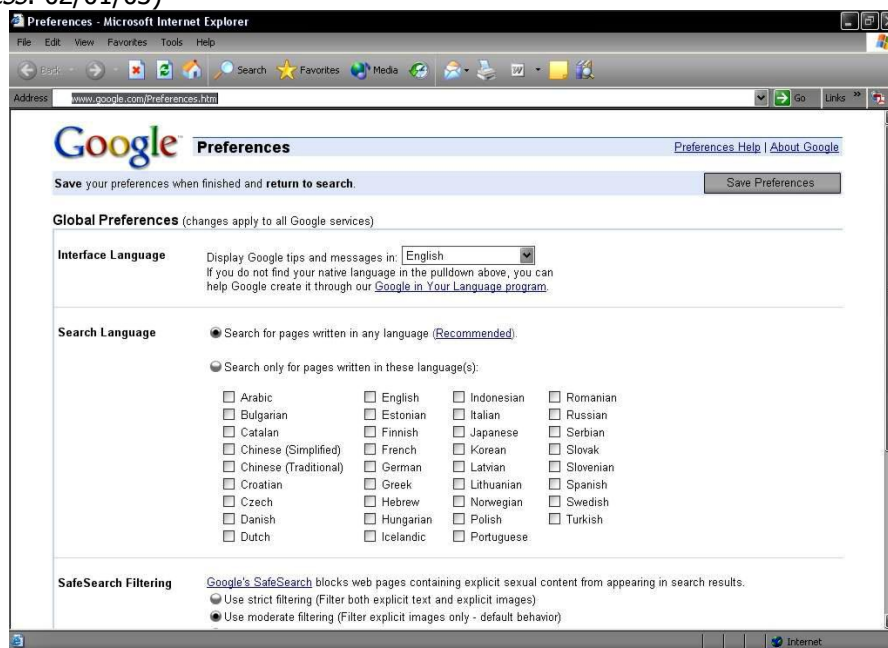 ess: 02/01/05)
Preferences - Microsoft Internet Explorer
File Edit View Favorites Tools Help
Back Search Favorites Media
Address www.google.com/Preferences.htm Go Links »
Google™ Preferences Preferences Help | About Google
Save your preferences when finished and return to search. Save Preferences
Global Preferences (changes apply to all Google services)
Interface Language Display Google tips and messages in: English
If you do not find your native language in the pulldown above, you can
help Google create it through our Google in Your Language program.
Search Language Search for pages written in any language (Recommended).
Search only for pages written in these language(s):
Arabic English Indonesian Romanian
Bulgarian Estonian Italian Russian
Catalan Finnish Japanese Serbian
Chinese (Simplified) French Korean Slovak
Chinese (Traditional) German Latvian Slovenian
Croatian Greek Lithuanian Spanish
Czech Hebrew Norwegian Swedish
Danish Hungarian Polish Turkish
Dutch Icelandic Portuguese
SafeSearch Filtering Google's SafeSearch blocks web pages containing explicit sexual content from appearing in search results.
Use strict filtering (Filter both explicit text and explicit images)
Use moderate filtering (Filter explicit images only - default behavior)
Internet